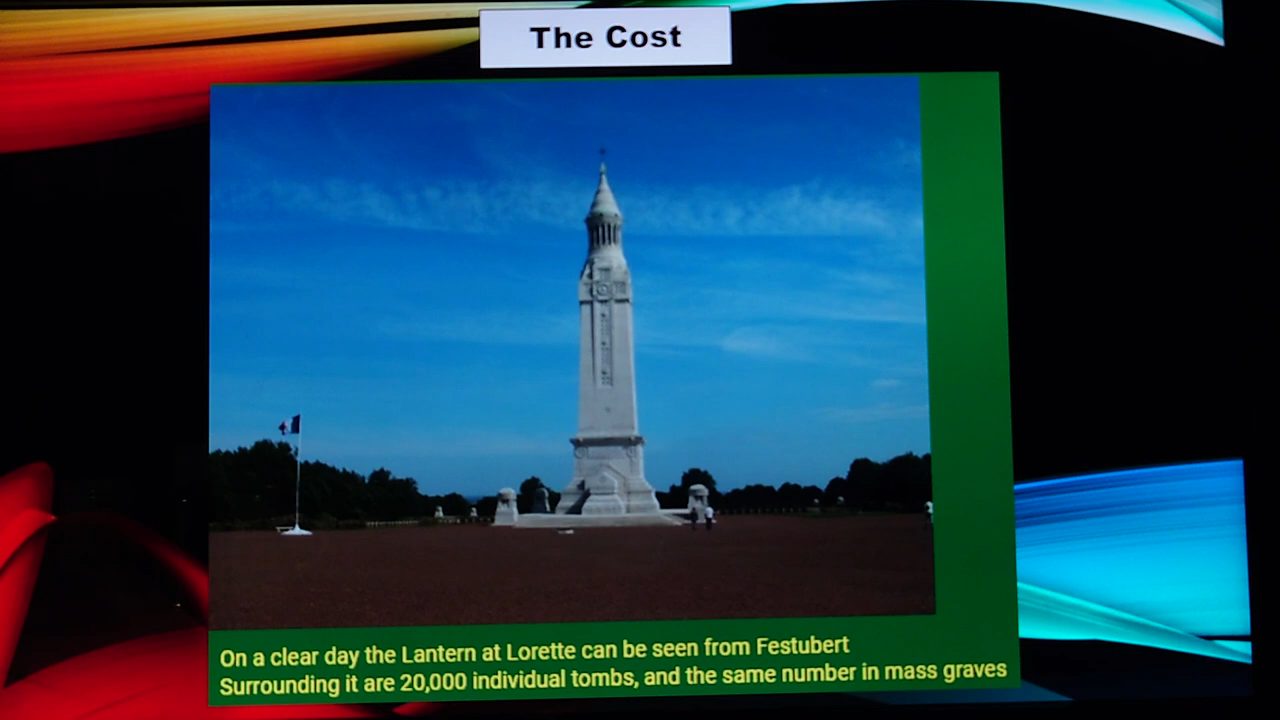 The Cost
On a clear day the Lantern at Lorette can be seen from Festubert
Surrounding it are 20,000 individual tombs, and the same number in mass graves